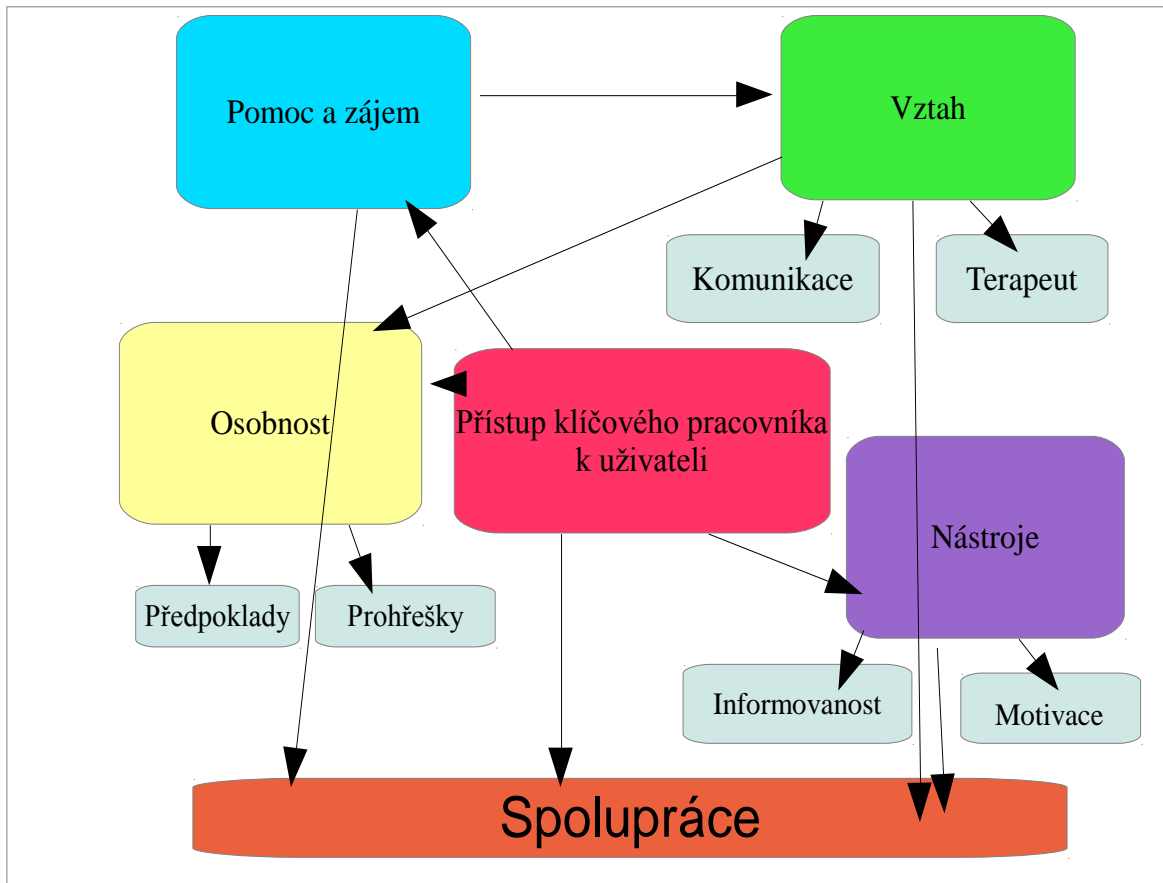 Pomoc a zájem
Vztah
Komunikace
Terapeut
Osobnost
Přístup klíčového pracovníka
k uživateli
Nástroje
Předpoklady
Prohřešky
Informovanost
Motivace
Spolupráce